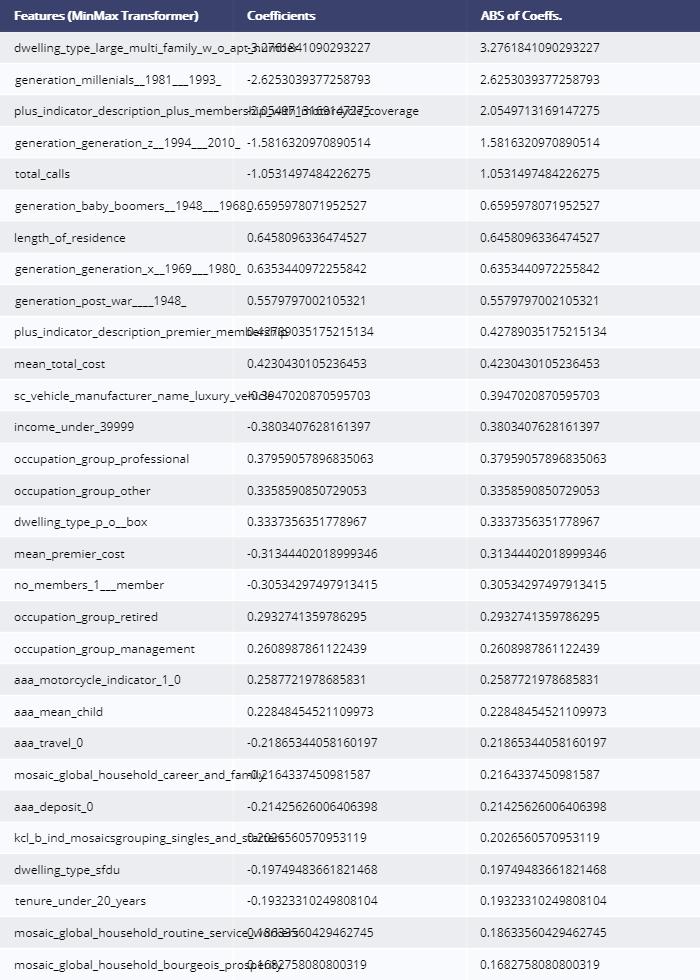 Features (MinMax Transformer) Coefficients ABS of Coeffs.
dwelling_type_large_multi_family_w_o_apt_number -3.2761841090293227 3.2761841090293227
generation_millenials__1981___1993_ -2.6253039377258793 2.6253039377258793
plus_indicator_description_plus_membership_with_motorcycle_coverage -2.0549713169147275 2.0549713169147275
generation_generation_z__1994___2010_ -1.5816320970890514 1.5816320970890514
total_calls -1.0531497484226275 1.0531497484226275
generation_baby_boomers__1948___1968_ 0.6595978071952527 0.6595978071952527
length_of_residence 0.6458096336474527 0.6458096336474527
generation_generation_x__1969___1980_ 0.6353440972255842 0.6353440972255842
generation_post_war____1948_ 0.5579797002105321 0.5579797002105321
plus_indicator_description_premier_membership 0.42789035175215134 0.42789035175215134
mean_total_cost 0.4230430105236453 0.4230430105236453
sc_vehicle_manufacturer_name_luxury_vehicle -0.3947020870595703 0.3947020870595703
income_under_39999 -0.3803407628161397 0.3803407628161397
occupation_group_professional 0.37959057896835063 0.37959057896835063
occupation_group_other 0.3358590850729053 0.3358590850729053
dwelling_type_p_o__box 0.3337356351778967 0.3337356351778967
mean_premier_cost -0.31344402018999346 0.31344402018999346
no_members_1___member -0.30534297497913415 0.30534297497913415
occupation_group_retired 0.2932741359786295 0.2932741359786295
occupation_group_management 0.2608987861122439 0.2608987861122439
aaa_motorcycle_indicator_1_0 0.2587721978685831 0.2587721978685831
aaa_mean_child 0.22848454521109973 0.22848454521109973
aaa_travel_0 -0.21865344058160197 0.21865344058160197
mosaic_global_household_career_and_family -0.2164337450981587 0.2164337450981587
aaa_deposit_0 -0.21425626006406398 0.21425626006406398
kcl_b_ind_mosaicsgrouping_singles_and_starters 0.2026560570953119 0.2026560570953119
dwelling_type_sfdu -0.19749483661821468 0.19749483661821468
tenure_under_20_years -0.19323310249808104 0.19323310249808104
mosaic_global_household_routine_service_workers 0.18633560429462745 0.18633560429462745
mosaic_global_household_bourgeois_prosperity 0.1682758080800319 0.1682758080800319